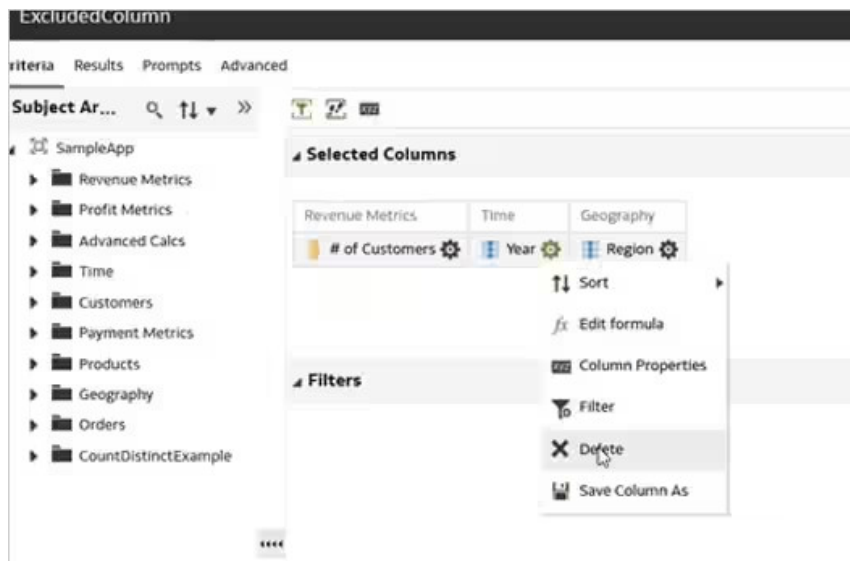 ExcludedColumn
riteria Results Prompts Advanced
Subject Ar...
SampleApp
Revenue Metrics
Profit Metrics
Advanced Calcs
Time
Customers
Payment Metrics
Products
Geography
Orders
CountDistinctExample
Selected Columns
Revenue Metrics Time Geography
# of Customers Year Region
Sort
fx Edit formula
Column Properties
Filter
Delete
Save Column As
Filters